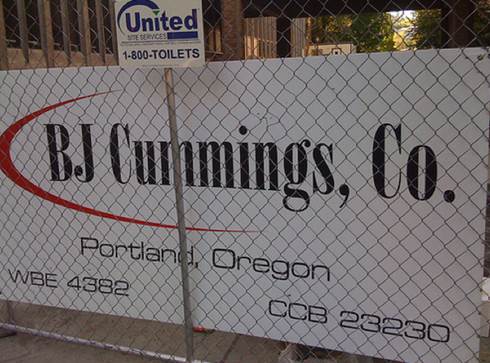 United
SITE SERVICES
1-800-TOILETS
BJ Cummings, Co.
Portland, Oregon
WBE 4382
CCB 23230